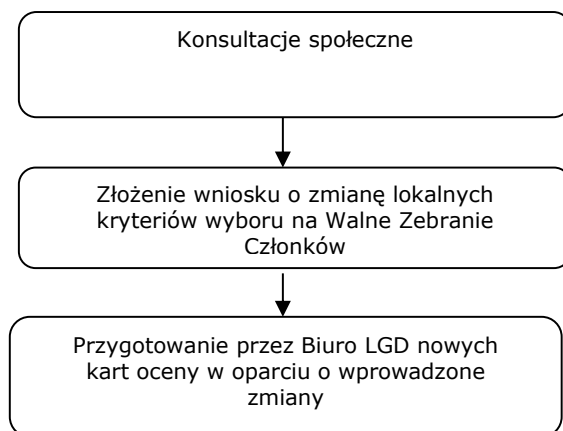 Konsultacje społeczne
Złożenie wniosku o zmianę lokalnych
kryteriów wyboru na Walne Zebranie
Członków
Przygotowanie przez Biuro LGD nowych
kart oceny w oparciu o wprowadzone
zmiany